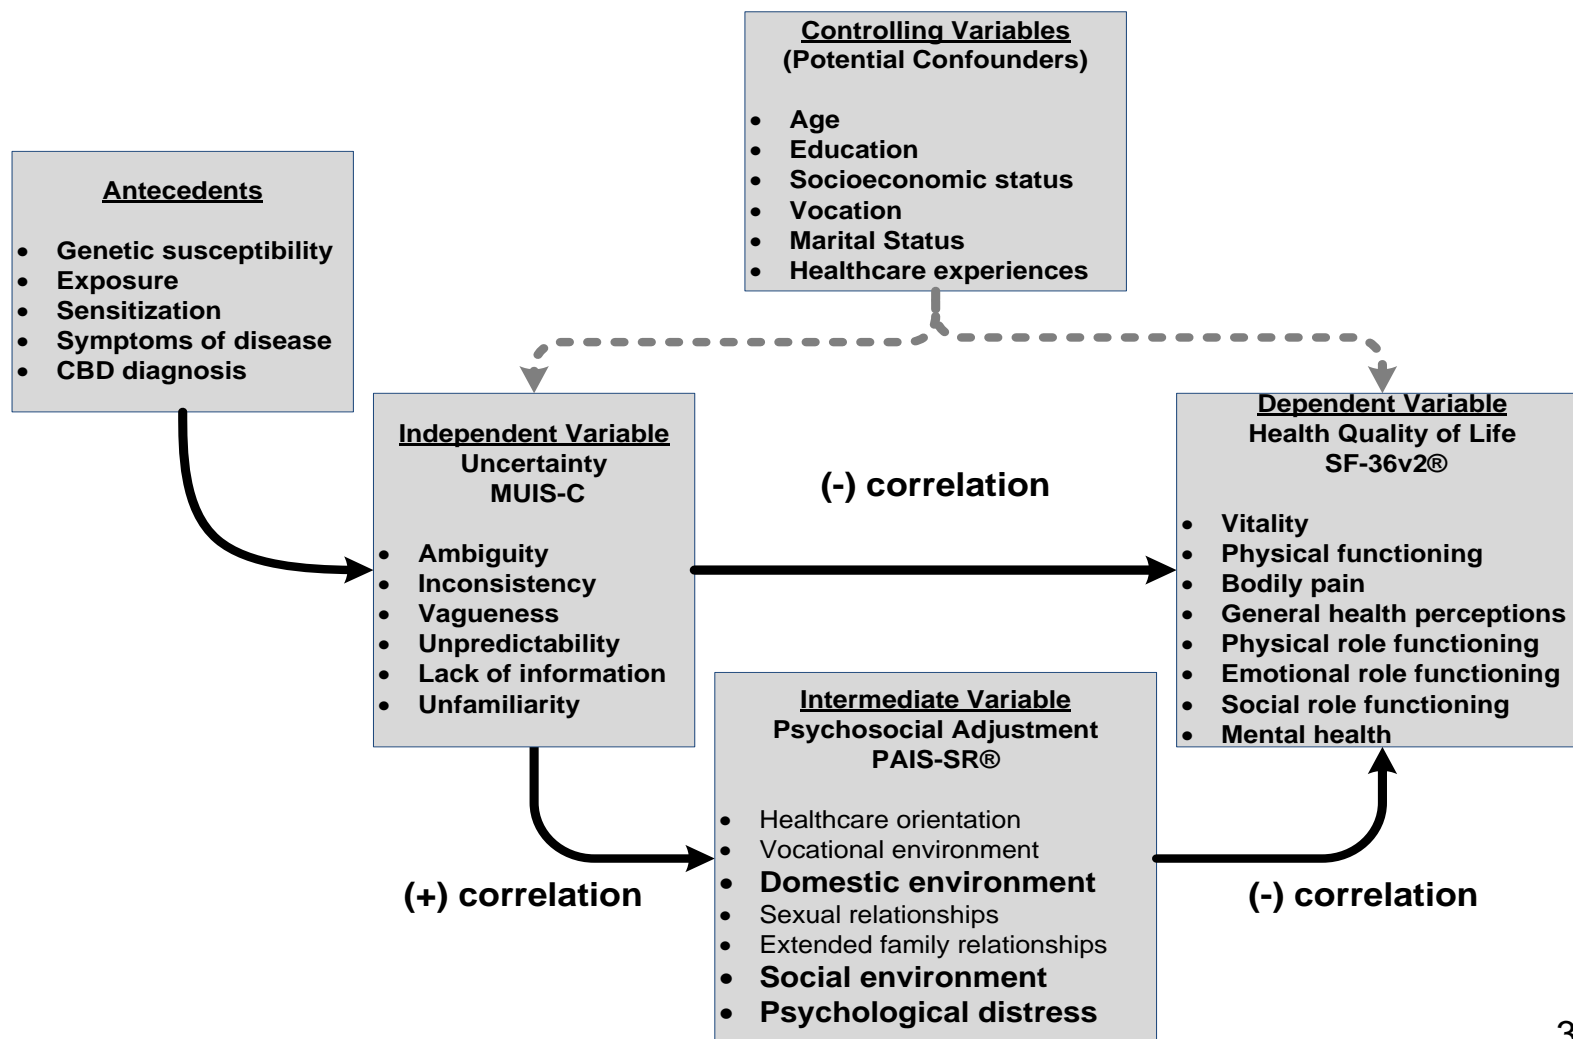 Controlling Variables
(Potential Confounders)
• Age
• Education
• Socioeconomic status
• Vocation
• Marital Status
• Healthcare experiences
Antecedents
• Genetic susceptibility
• Exposure
• Sensitization
• Symptoms of disease
• CBD diagnosis
Independent Variable
Uncertainty
MUIS-C
• Ambiguity
• Inconsistency
• Vagueness
• Unpredictability
• Lack of information
• Unfamiliarity
(-) correlation
Dependent Variable
Health Quality of Life
SF-36v2®
• Vitality
• Physical functioning
• Bodily pain
• General health perceptions
• Physical role functioning
• Emotional role functioning
• Social role functioning
• Mental health
(+) correlation
Intermediate Variable
Psychosocial Adjustment
PAIS-SR®
• Healthcare orientation
• Vocational environment
• Domestic environment
• Sexual relationships
• Extended family relationships
• Social environment
• Psychological distress
(-) correlation
3